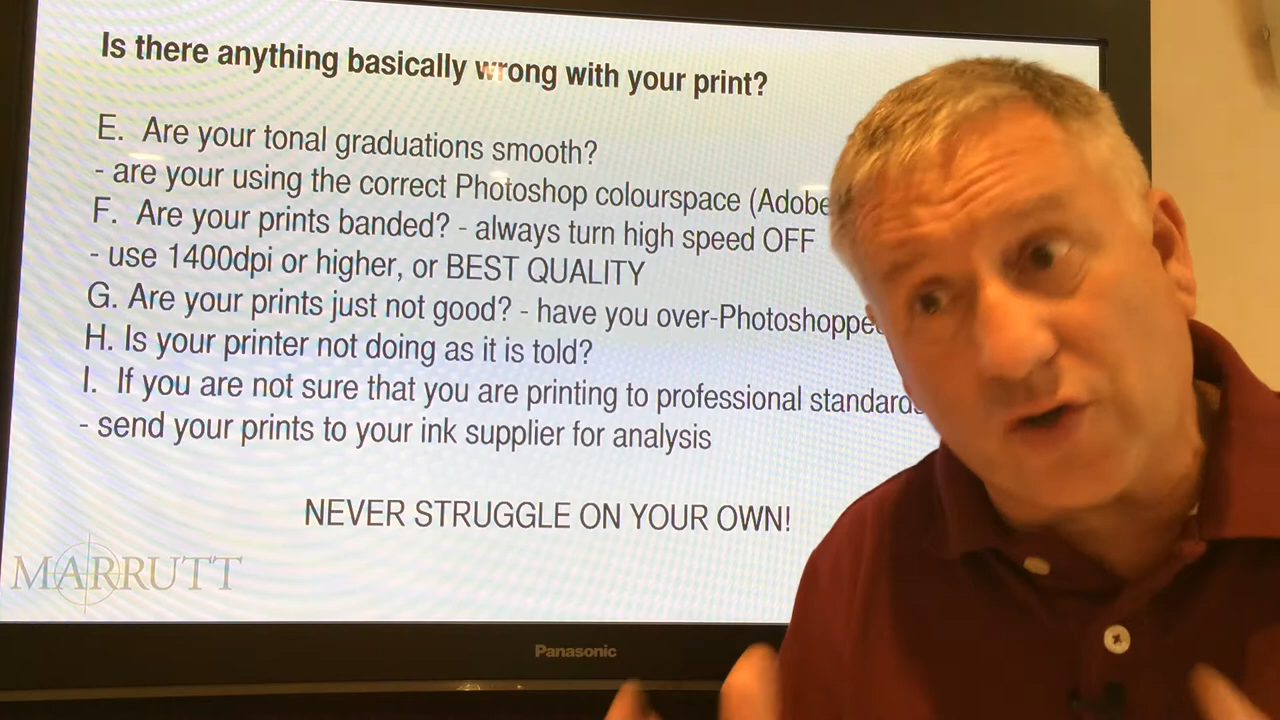 Is there anything basically wrong with your print?
E. Are your tonal graduations smooth?
- are your using the correct Photoshop colourspace (Adobe
F. Are your prints banded? - always turn high speed OFF
- use 1400dpi or higher, or BEST QUALITY
G. Are your prints just not good? - have you over-Photoshoppe
H. Is your printer not doing as it is told?
I. If you are not sure that you are printing to professional standards
- send your prints to your ink supplier for analysis
NEVER STRUGGLE ON YOUR OWN!
MARRUTT
Panasonic